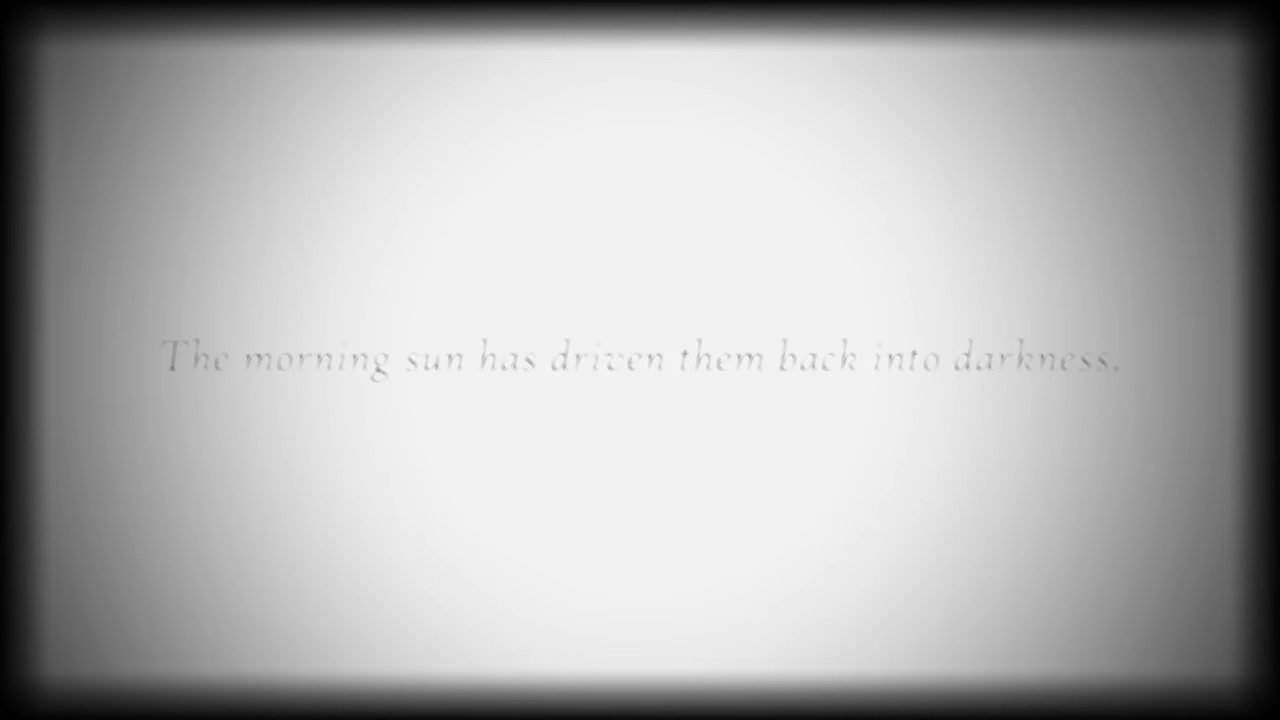 The morning sun has driven them back into darkness.